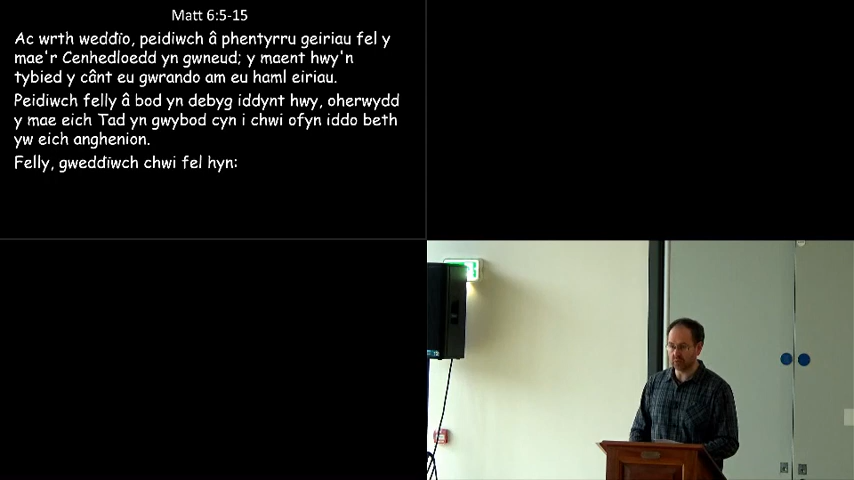 Matt 6:5-15
Ac wrth weddïo, peidiwch â phentyrru geiriau fel y
mae'r Cenhedloedd yn gwneud; y maent hwy'n
tybied y cânt eu gwrando am eu haml eiriau.
Peidiwch felly â bod yn debyg iddynt hwy, oherwydd
y mae eich Tad yn gwybod cyn i chwi ofyn iddo beth
yw eich anghenion.
Felly, gweddïwch chwi fel hyn: